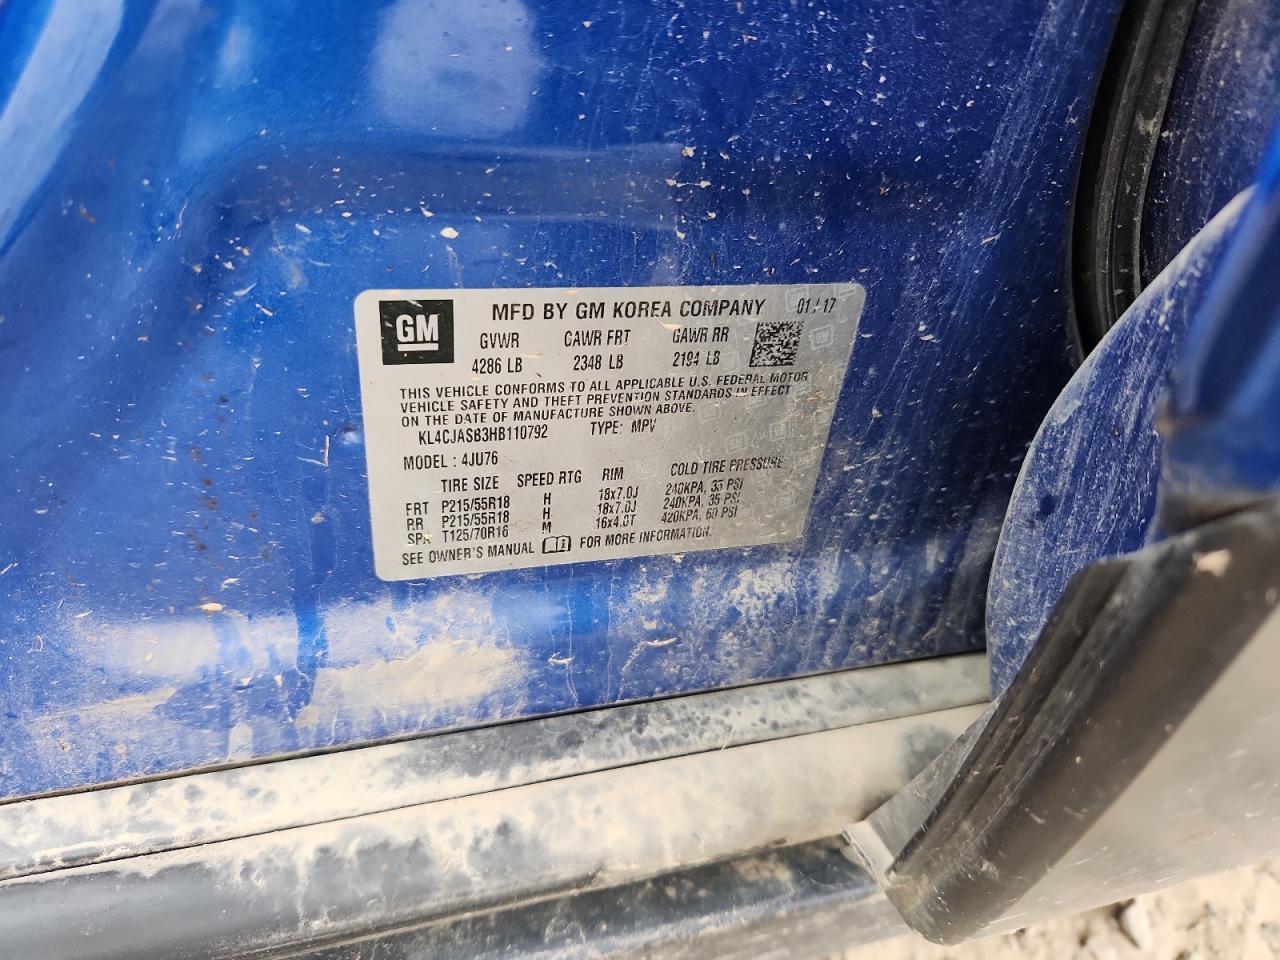 GM
MFD BY GM KOREA COMPANY 01/17
GVWR GAWR FRT GAWR RR
4286 LB 2348 LB 2194 LB
THIS VEHICLE CONFORMS TO ALL APPLICABLE U.S. FEDERAL MOTOR
VEHICLE SAFETY AND THEFT PREVENTION STANDARDS IN EFFECT
ON THE DATE OF MANUFACTURE SHOWN ABOVE.
KL4CJASB3HB110792 TYPE: MPV
MODEL : 4JU76
TIRE SIZE SPEED RTG RIM COLD TIRE PRESSURE
FRT P215/55R18 H 18x7.0J 240KPA, 35 PSI
RR P215/55R18 H 18x7.0J 240KPA, 35 PSI
SPA T125/70R16 M 16x4.0T 420KPA, 60 PSI
SEE OWNER'S MANUAL FOR MORE INFORMATION.